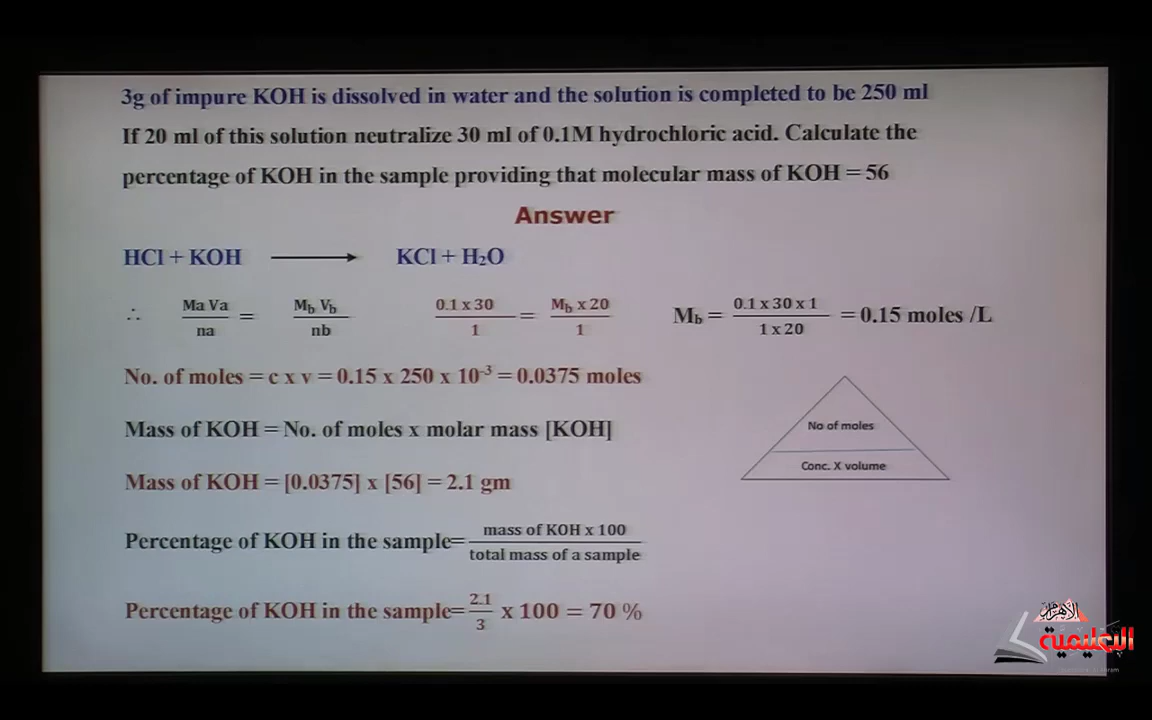 3g of impure KOH is dissolved in water and the solution is completed to be 250 ml
If 20 ml of this solution neutralize 30 ml of 0.1M hydrochloric acid. Calculate the
percentage of KOH in the sample providing that molecular mass of KOH = 56
Answer
HCl + KOH ⟶ KCl + H₂O
∴ Ma Va / na = Mb Vb / nb 0.1 x 30 / 1 = Mb x 20 / 1 Mb = 0.1 x 30 x 1 / 1 x 20 = 0.15 moles /L
No. of moles = c x v = 0.15 x 250 x 10⁻³ = 0.0375 moles
Mass of KOH = No. of moles x molar mass [KOH]
No of moles
Conc. X volume
Mass of KOH = [0.0375] x [56] = 2.1 gm
Percentage of KOH in the sample= mass of KOH x 100 / total mass of a sample
Percentage of KOH in the sample= 2.1 / 3 x 100 = 70 %
الأهرام
التعليمية